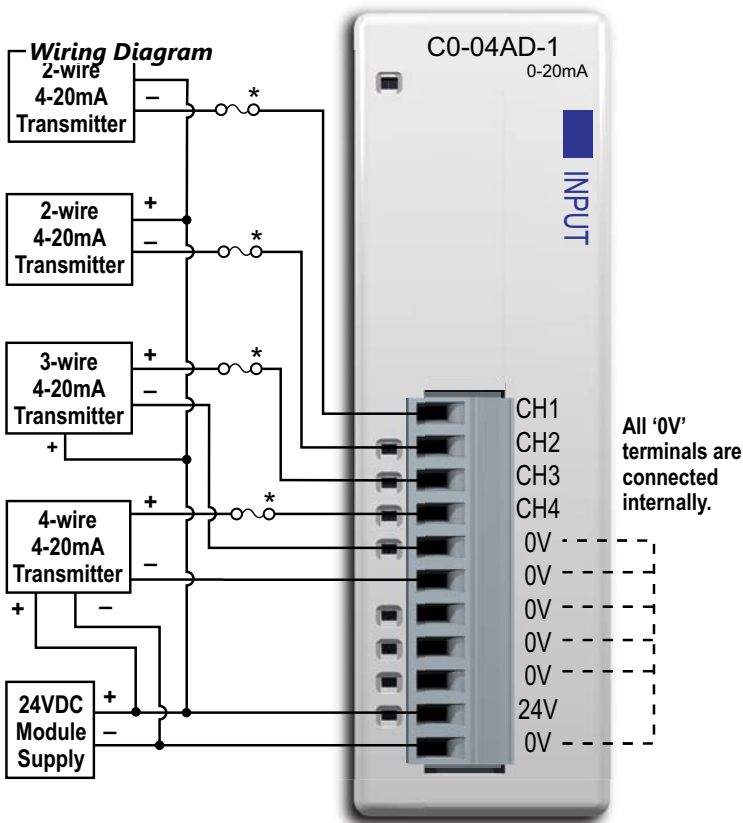 Wiring Diagram
2-wire
4-20mA
Transmitter
–
*
2-wire
4-20mA
Transmitter
+
–
*
3-wire
4-20mA
Transmitter
+
–
+
*
4-wire
4-20mA
Transmitter
+
–
+
–
*
24VDC
Module
Supply
+
–
C0-04AD-1
0-20mA
INPUT
CH1
CH2
CH3
CH4
0V
0V
0V
0V
0V
24V
0V
All ‘0V’
terminals are
connected
internally.